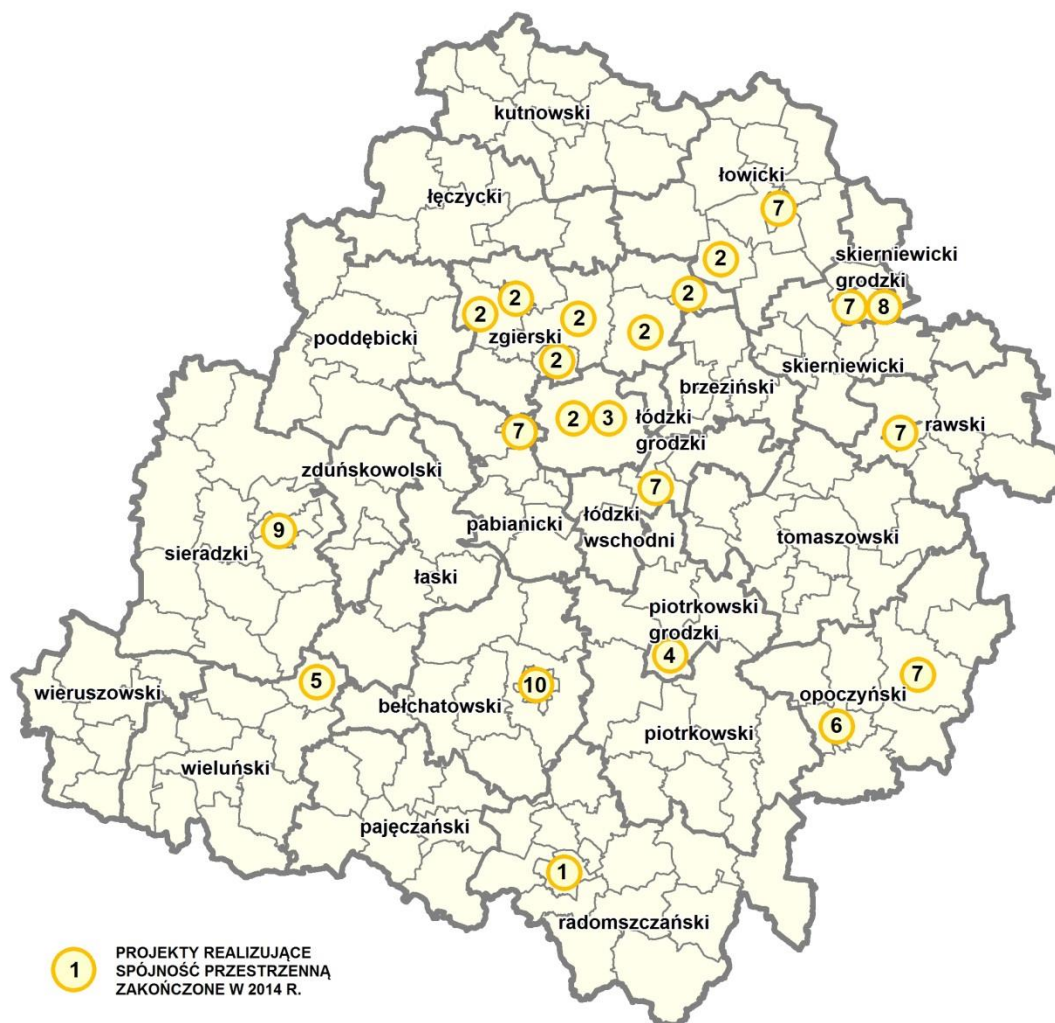 kutnowski
łowicki
łęczycki
7
2
skierniewicki
grodzki
2
2
7
8
2
2
2
zgierski
poddębicki
2
skierniewicki
brzeziński
2
3
łódzki
grodzki
7
7
rawski
zduńskowolski
7
9
pabianicki
łódzki
wschodni
tomaszowski
sieradzki
łaski
piotrkowski
grodzki
4
wieruszowski
5
bełchatowski
10
7
opoczyński
6
piotrkowski
wieluński
pajęczański
1
radomszczański
1
PROJEKTY REALIZUJĄCE
SPÓJNOŚĆ PRZESTRZENNĄ
ZAKOŃCZONE W 2014 R.